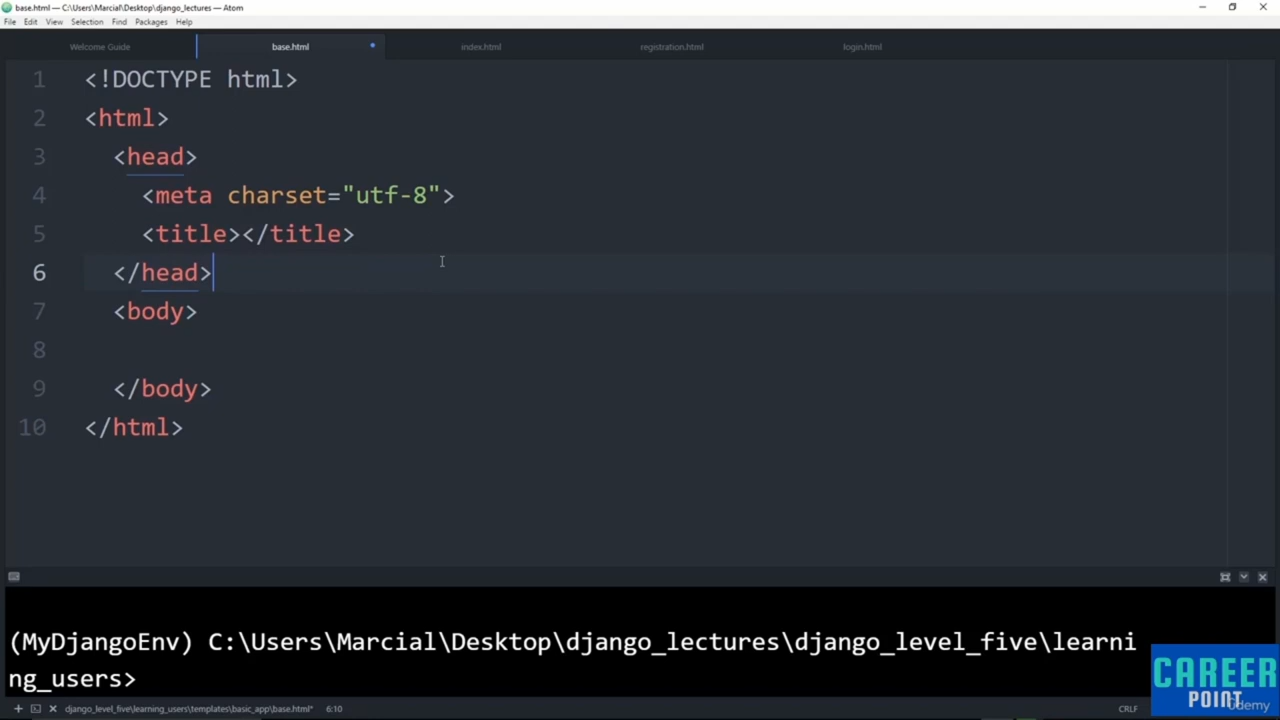 base.html — C:\Users\Marcial\Desktop\django_lectures — Atom
File Edit View Selection Find Packages Help
Welcome Guide base.html index.html registration.html login.html
1 <!DOCTYPE html>
2 <html>
3 <head>
4 <meta charset="utf-8">
5 <title></title>
6 </head>
7 <body>
8
9 </body>
10 </html>
(MyDjangoEnv) C:\Users\Marcial\Desktop\django_lectures\django_level_five\learni
ng_users>
CAREER
POINT
Udemy
django_level_five\learning_users\templates\basic_app\base.html* 6:10 CRLF